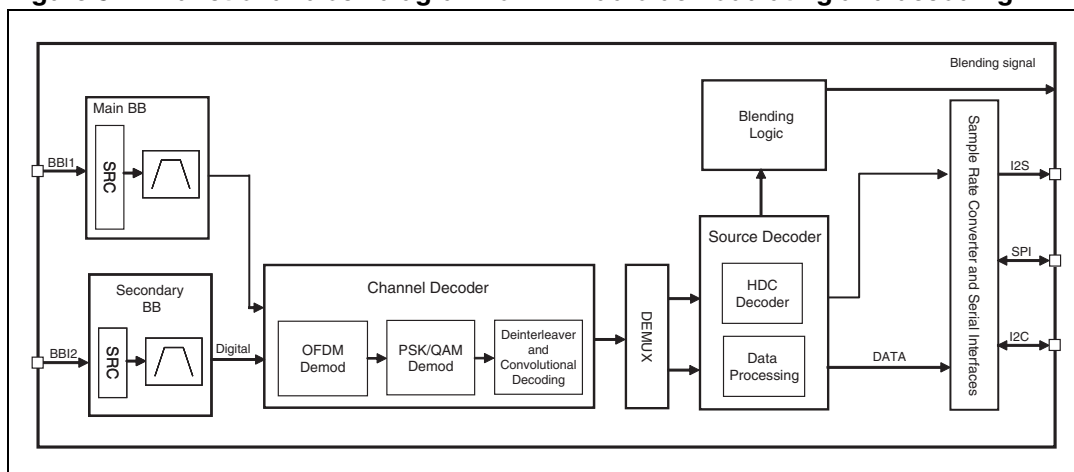 Blending signal
Main BB
BBI1
SRC
Blending
Logic
Sample Rate Converter and Serial Interfaces
I2S
SPI
I2C
Source Decoder
HDC
Decoder
Data
Processing
DATA
Secondary
BB
BBI2
SRC
Digital
Channel Decoder
OFDM
Demod
PSK/QAM
Demod
Deinterleaver
and
Convolutional
Decoding
DEMUX